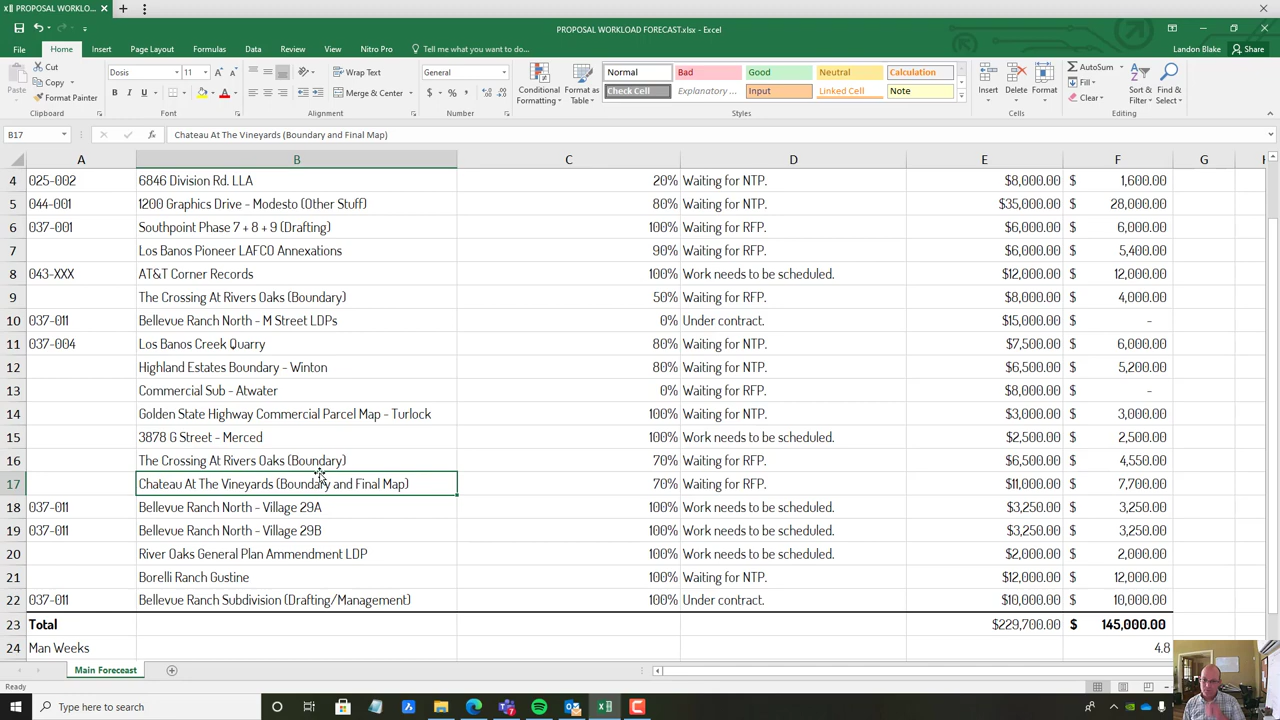 PROPOSAL WORKLO...
PROPOSAL WORKLOAD FORECAST.xlsx - Excel
File Home Insert Page Layout Formulas Data Review View Nitro Pro Tell me what you want to do... Landon Blake Share
Paste Cut Copy Format Painter
Dosis 11 A A Wrap Text General
B I U A Merge & Center $ % ,
Conditional Formatting Format as Table
Normal Bad Good Neutral Calculation
Check Cell Explanatory ... Input Linked Cell Note
Insert Delete Format
AutoSum Fill Clear
Sort & Filter Find & Select
Clipboard Font Alignment Number Styles Cells Editing
B17 fx Chateau At The Vineyards (Boundary and Final Map)
A B C D E F G H
4 025-002 6846 Division Rd. LLA 20% Waiting for NTP. $8,000.00 $ 1,600.00
5 044-001 1200 Graphics Drive - Modesto (Other Stuff) 80% Waiting for NTP. $35,000.00 $ 28,000.00
6 037-001 Southpoint Phase 7 + 8 + 9 (Drafting) 100% Waiting for RFP. $6,000.00 $ 6,000.00
7 Los Banos Pioneer LAFCO Annexations 90% Waiting for RFP. $6,000.00 $ 5,400.00
8 043-XXX AT&T Corner Records 100% Work needs to be scheduled. $12,000.00 $ 12,000.00
9 The Crossing At Rivers Oaks (Boundary) 50% Waiting for RFP. $8,000.00 $ 4,000.00
10 037-011 Bellevue Ranch North - M Street LDPs 0% Under contract. $15,000.00 $ -
11 037-004 Los Banos Creek Quarry 80% Waiting for NTP. $7,500.00 $ 6,000.00
12 Highland Estates Boundary - Winton 80% Waiting for NTP. $6,500.00 $ 5,200.00
13 Commercial Sub - Atwater 0% Waiting for RFP. $8,000.00 $ -
14 Golden State Highway Commercial Parcel Map - Turlock 100% Waiting for NTP. $3,000.00 $ 3,000.00
15 3878 G Street - Merced 100% Work needs to be scheduled. $2,500.00 $ 2,500.00
16 The Crossing At Rivers Oaks (Boundary) 70% Waiting for RFP. $6,500.00 $ 4,550.00
17 Chateau At The Vineyards (Boundary and Final Map) 70% Waiting for RFP. $11,000.00 $ 7,700.00
18 037-011 Bellevue Ranch North - Village 29A 100% Work needs to be scheduled. $3,250.00 $ 3,250.00
19 037-011 Bellevue Ranch North - Village 29B 100% Work needs to be scheduled. $3,250.00 $ 3,250.00
20 River Oaks General Plan Ammendment LDP 100% Work needs to be scheduled. $2,000.00 $ 2,000.00
21 Borelli Ranch Gustine 100% Waiting for NTP. $12,000.00 $ 12,000.00
22 037-011 Bellevue Ranch Subdivision (Drafting/Management) 100% Under contract. $10,000.00 $ 10,000.00
23 Total $229,700.00 $ 145,000.00
24 Man Weeks 4.8
Main Forecast
Ready
Type here to search